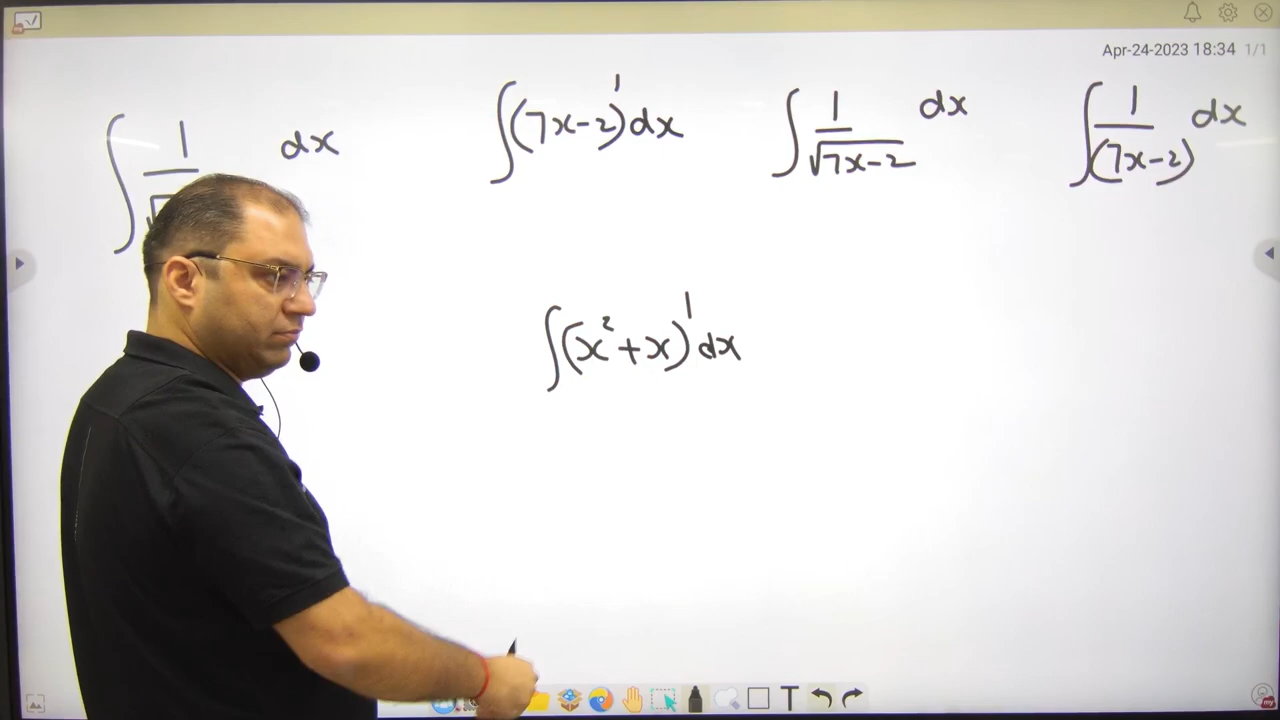 Apr-24-2023 18:34 1/1
∫ 1/√ dx
∫(7x-2)¹dx
∫ 1/√(7x-2) dx
∫ 1/(7x-2) dx
∫(x²+x)¹dx
T